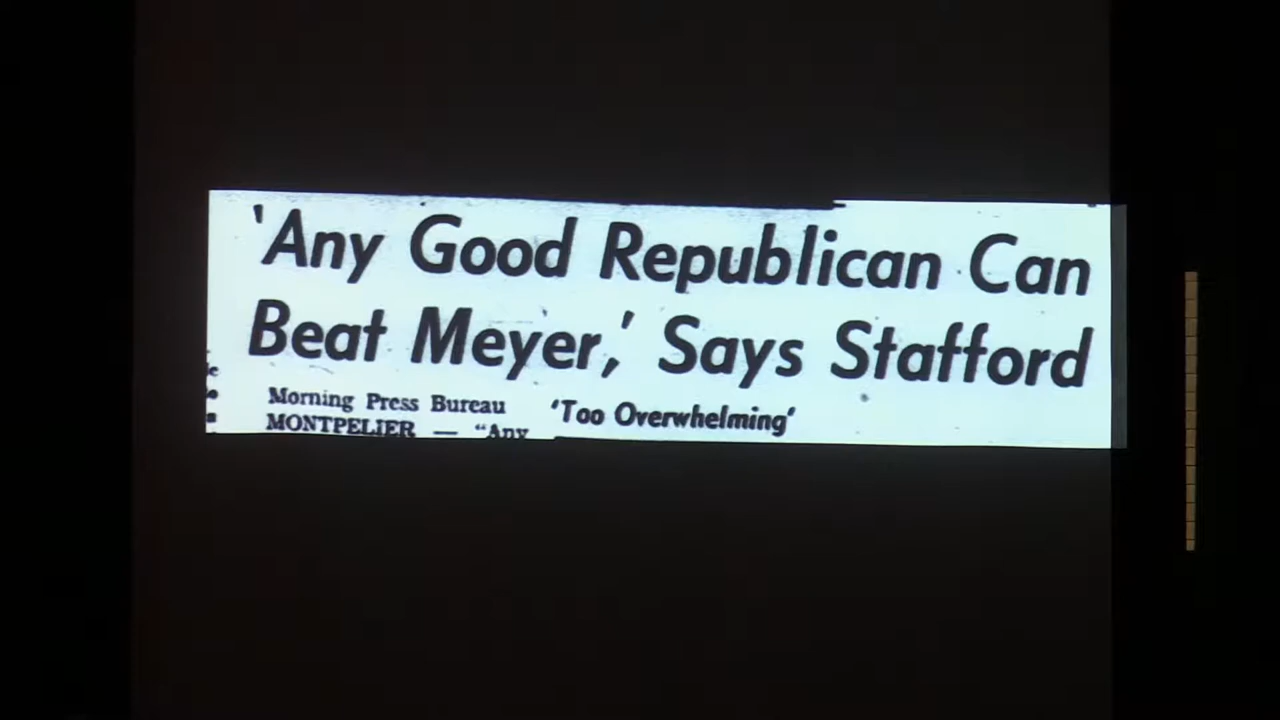 'Any Good Republican Can
Beat Meyer,' Says Stafford
Morning Press Bureau
'Too Overwhelming'
MONTPELIER — "Any